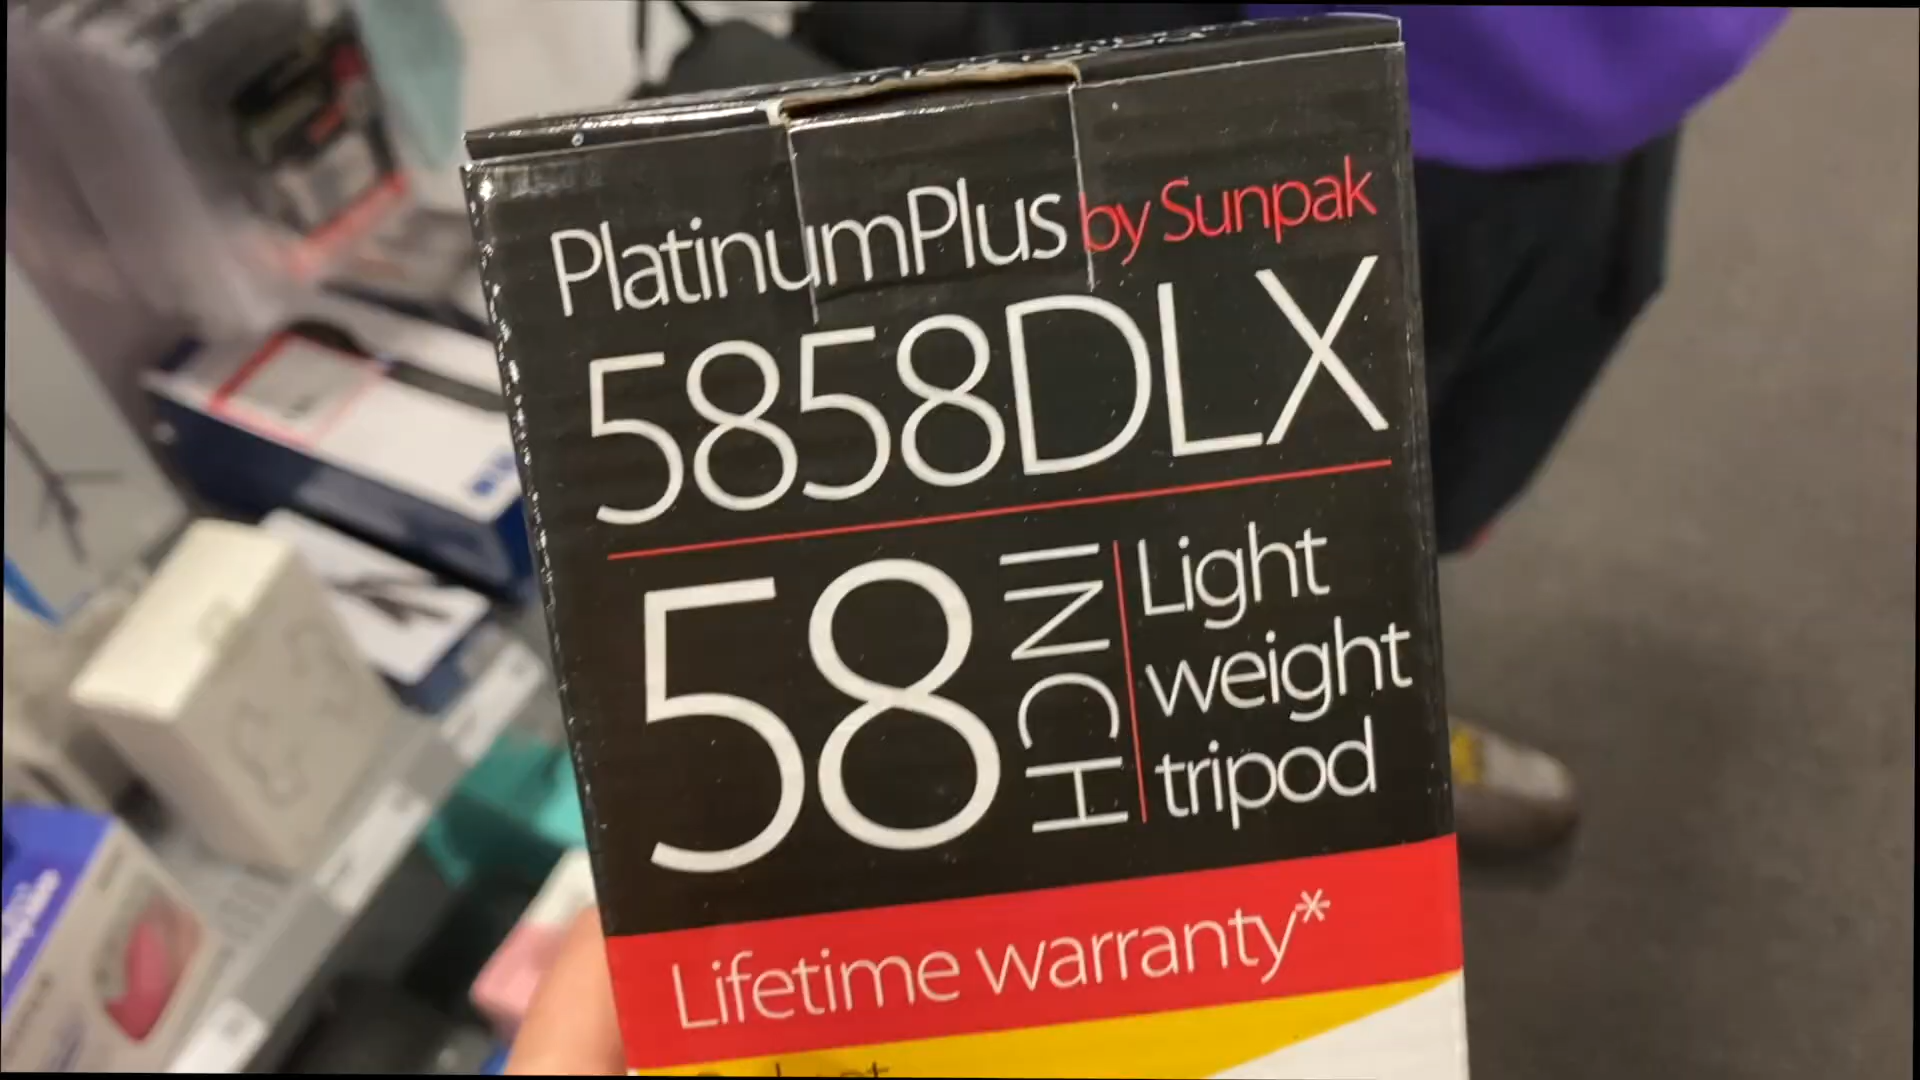 PlatinumPlus by Sunpak
5858DLX
58 INCH
Light
weight
tripod
Lifetime warranty*